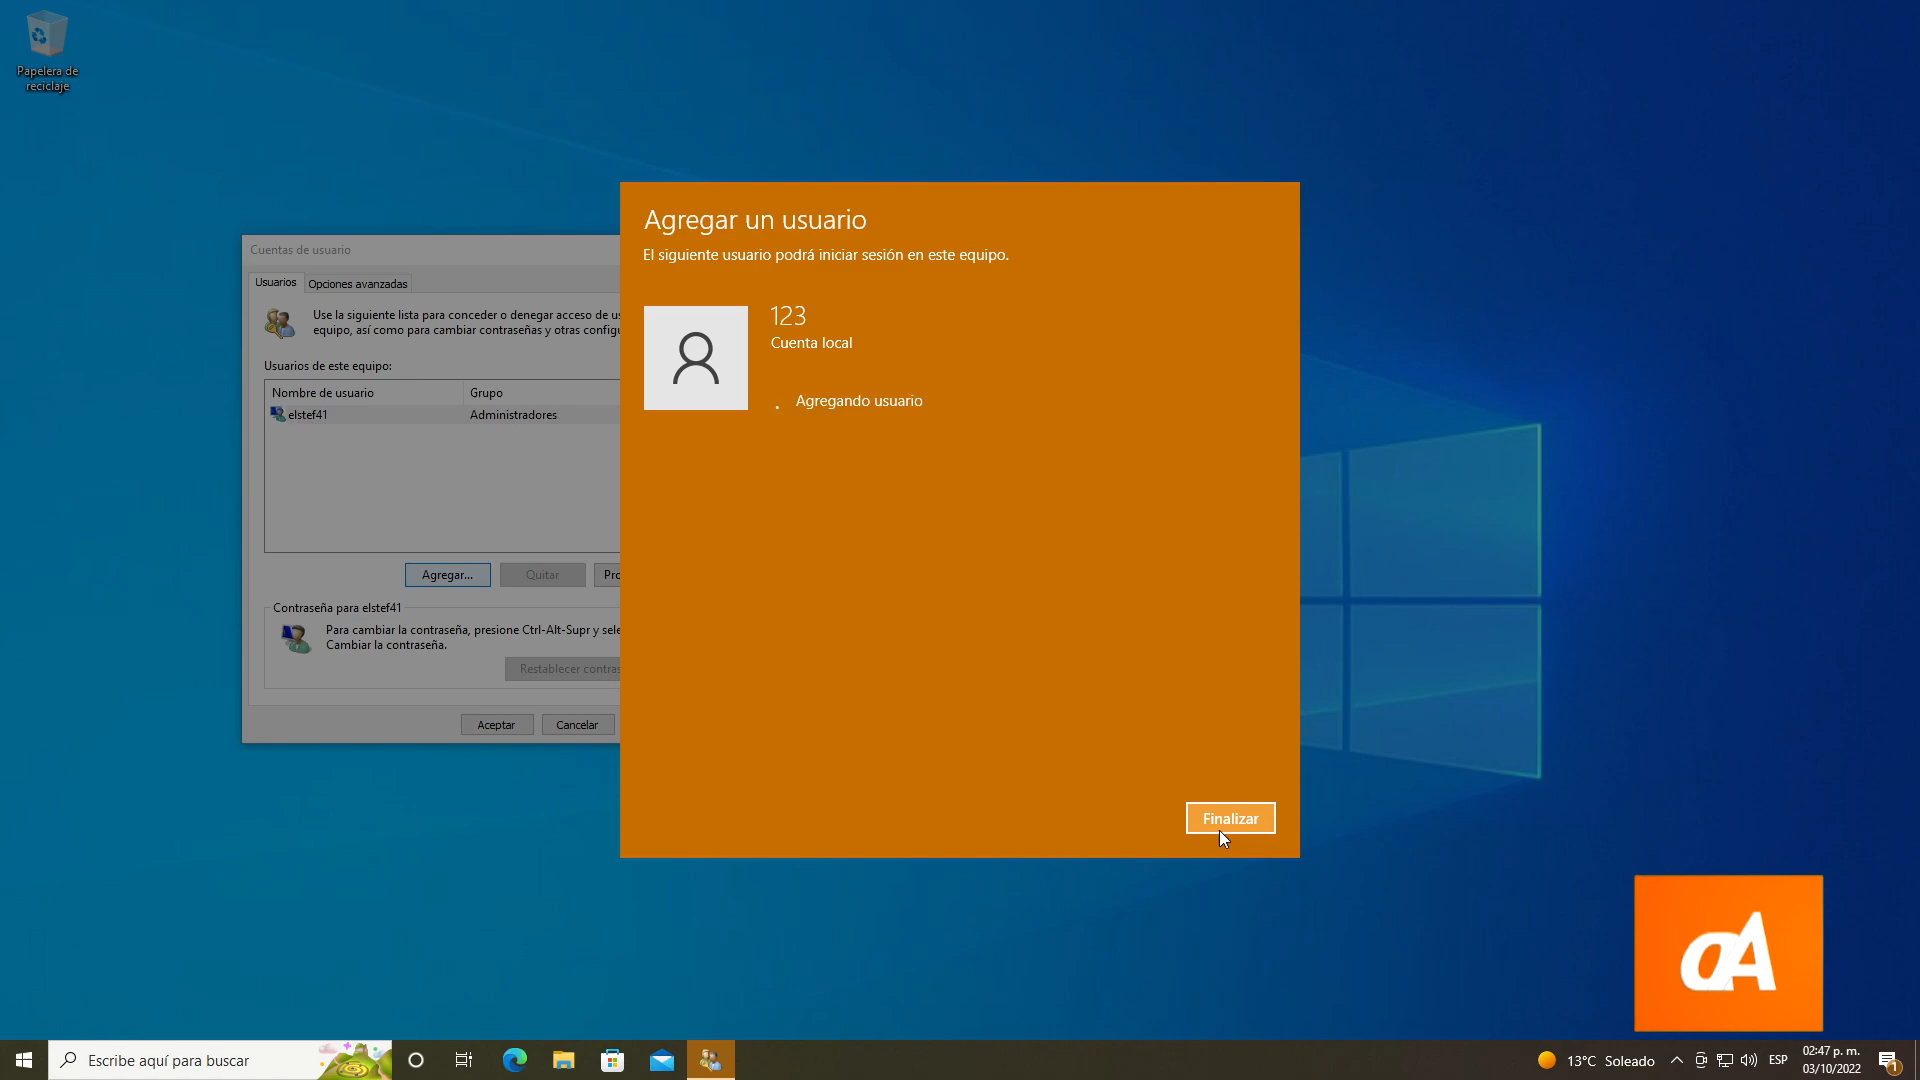 Papelera de
reciclaje
Cuentas de usuario
Usuarios
Opciones avanzadas
Use la siguiente lista para conceder o denegar acceso de us
equipo, así como para cambiar contraseñas y otras configu
Usuarios de este equipo:
Nombre de usuario
Grupo
elstef41
Administradores
Agregar...
Quitar
Pro
Contraseña para elstef41
Para cambiar la contraseña, presione Ctrl-Alt-Supr y sele
Cambiar la contraseña.
Restablecer contras
Aceptar
Cancelar
Agregar un usuario
El siguiente usuario podrá iniciar sesión en este equipo.
123
Cuenta local
Agregando usuario
Finalizar
aA
Escribe aquí para buscar
13°C Soleado
ESP
02:47 p. m.
03/10/2022
1